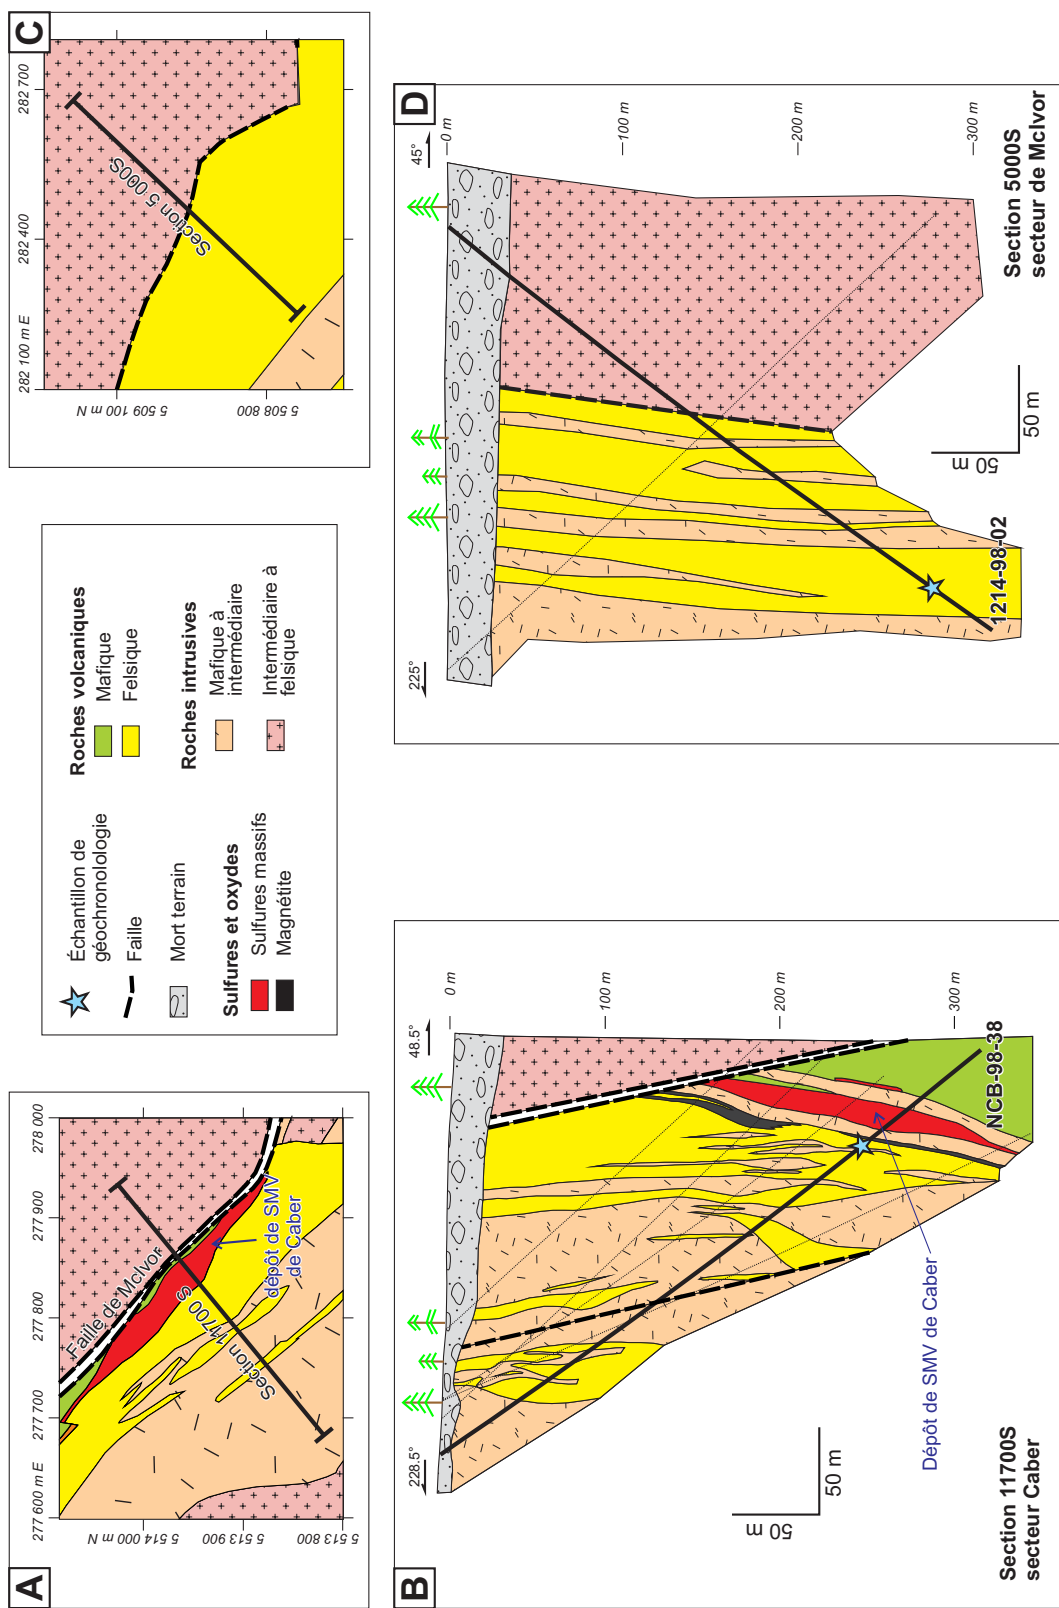 A
277 600 m E
277 700
277 800
277 900
278 000
5 514 000 m N
5 513 900
5 513 800
Faille de McIvor
Section 11700 S
dépôt de SMV
de Caber
Échantillon de
géochronolologie
Faille
Mort terrain
Sulfures et oxydes
Sulfures massifs
Magnétite
Roches volcaniques
Mafique
Felsique
Roches intrusives
Mafique à
intermédiaire
Intermédiaire à
felsique
C
282 100 m E
282 400
282 700
5 509 100 m N
5 508 800
Section 5 000S
B
228.5°
48.5°
0 m
100 m
200 m
300 m
NCB-98-38
Dépôt de SMV de Caber
50 m
50 m
Section 11700S
secteur Caber
D
225°
45°
0 m
-100 m
-200 m
-300 m
1214-98-02
50 m
50 m
Section 5000S
secteur de McIvor